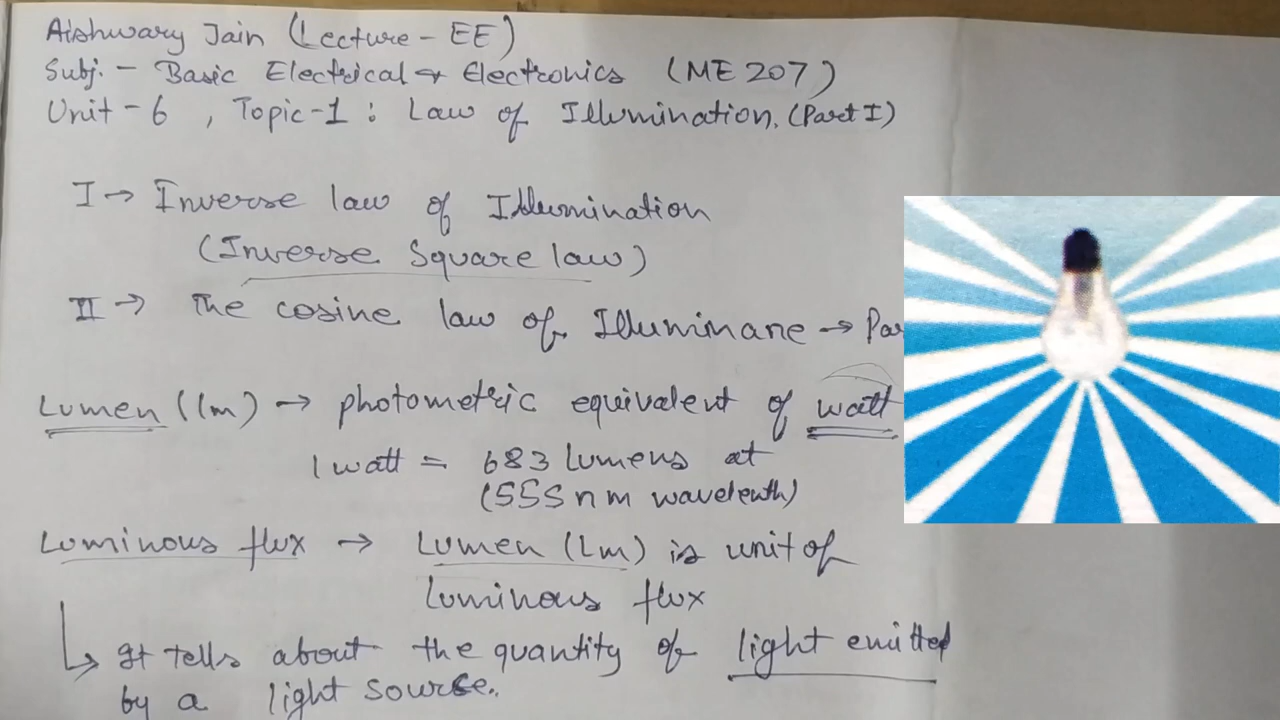 Aishwary Jain (Lecture - EE)
Subj. - Basic Electrical & Electronics (ME 207)
Unit - 6 , Topic-1 : Law of Illumination. (Part I)
I → Inverse law of Illumination
(Inverse Square law)
II → The cosine law of Illuminane → Par
Lumen (lm) → photometric equivalent of watt
1 watt = 683 lumens at
(555 nm wavelenth)
Luminous flux → Lumen (Lm) is unit of
luminous flux
↳ It tells about the quantity of light emitted
by a light source..